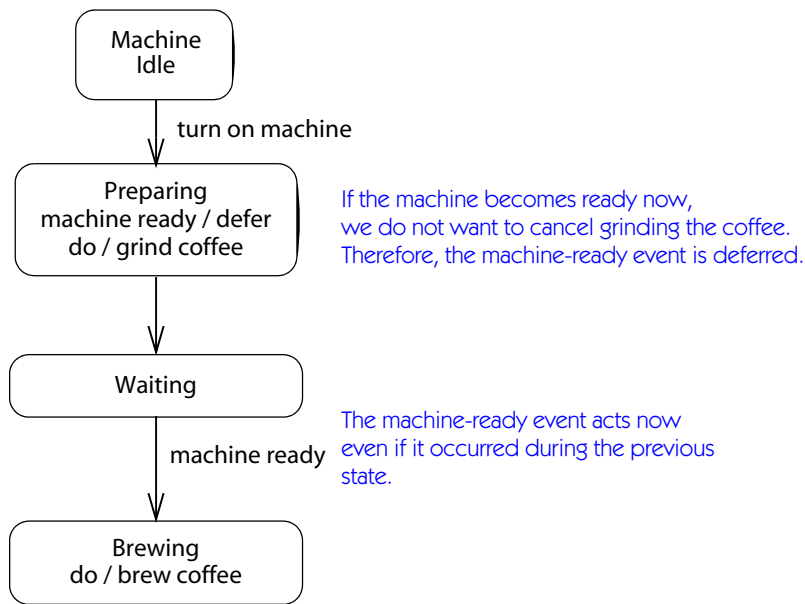 Machine
Idle
turn on machine
Preparing
machine ready / defer
do / grind coffee
If the machine becomes ready now,
we do not want to cancel grinding the coffee.
Therefore, the machine-ready event is deferred.
Waiting
machine ready
The machine-ready event acts now
even if it occurred during the previous
state.
Brewing
do / brew coffee